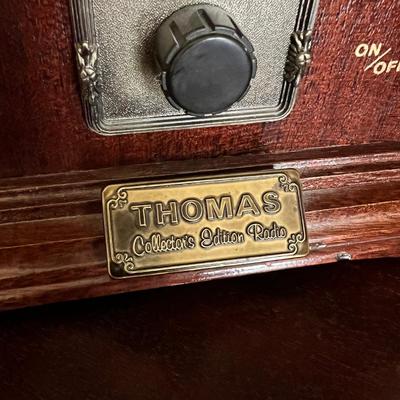 ON
/OFF
THOMAS
Collector's Edition Radio